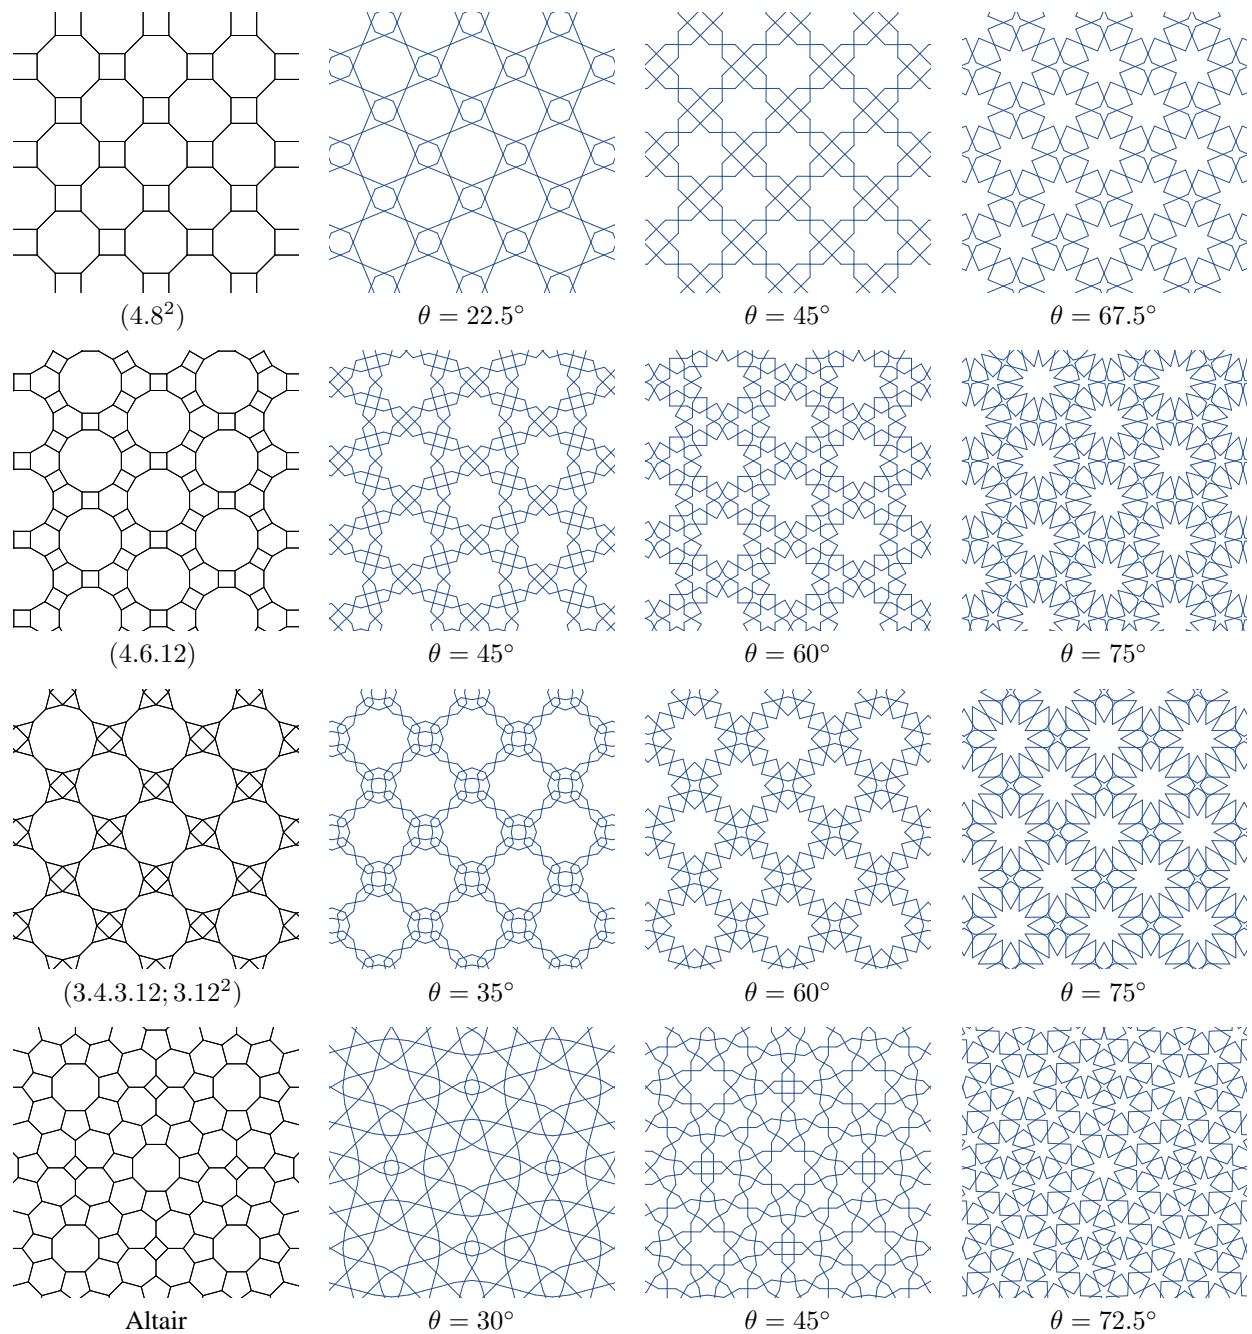 (4.8²) θ = 22.5° θ = 45° θ = 67.5°
(4.6.12) θ = 45° θ = 60° θ = 75°
(3.4.3.12; 3.12²) θ = 35° θ = 60° θ = 75°
Altair θ = 30° θ = 45° θ = 72.5°